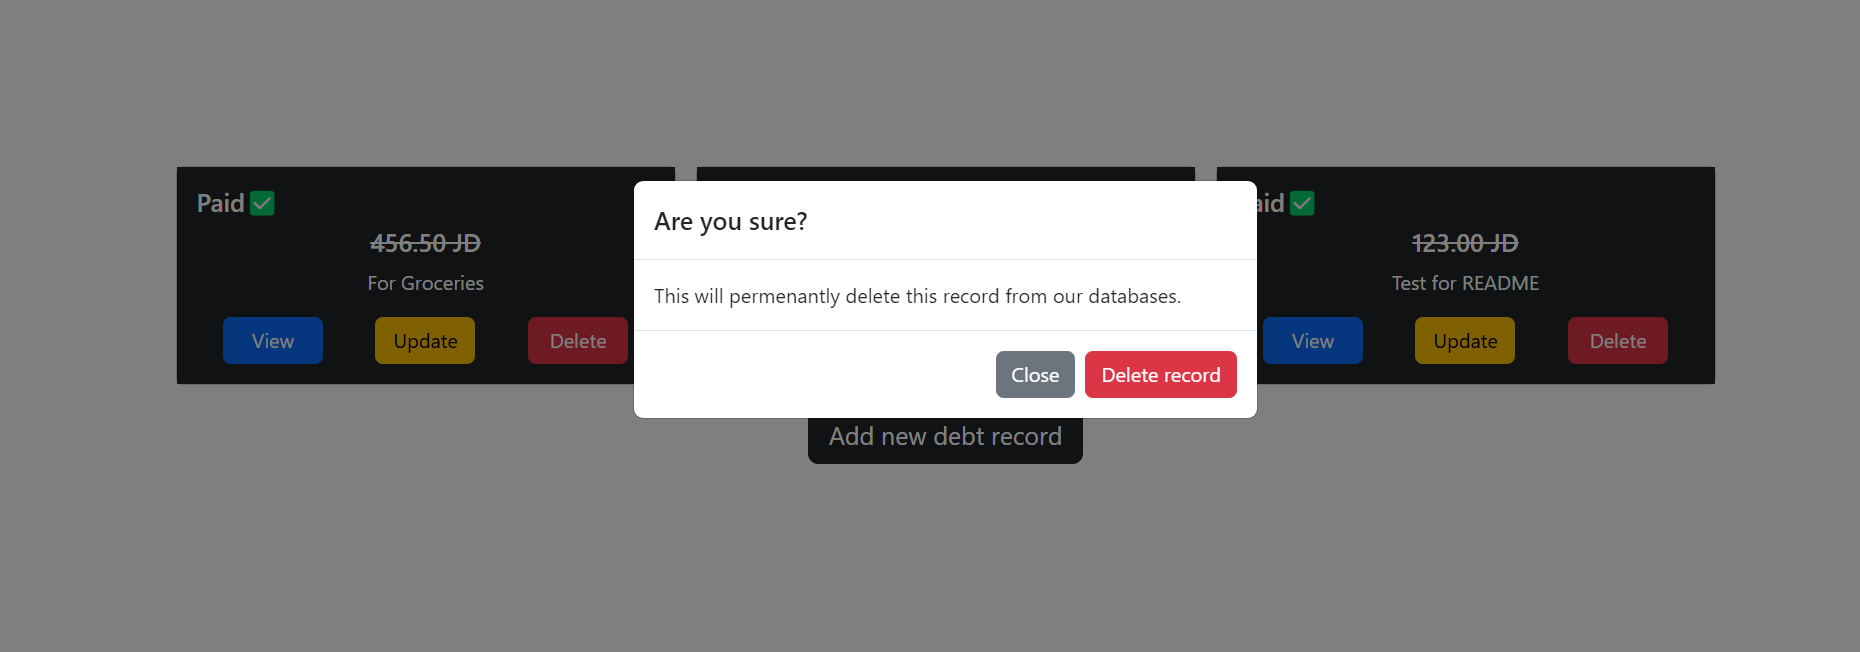 Paid ✅
456.50 JD
For Groceries
View Update Delete
Are you sure?
This will permenantly delete this record from our databases.
Close Delete record
aid ✅
123.00 JD
Test for README
View Update Delete
Add new debt record